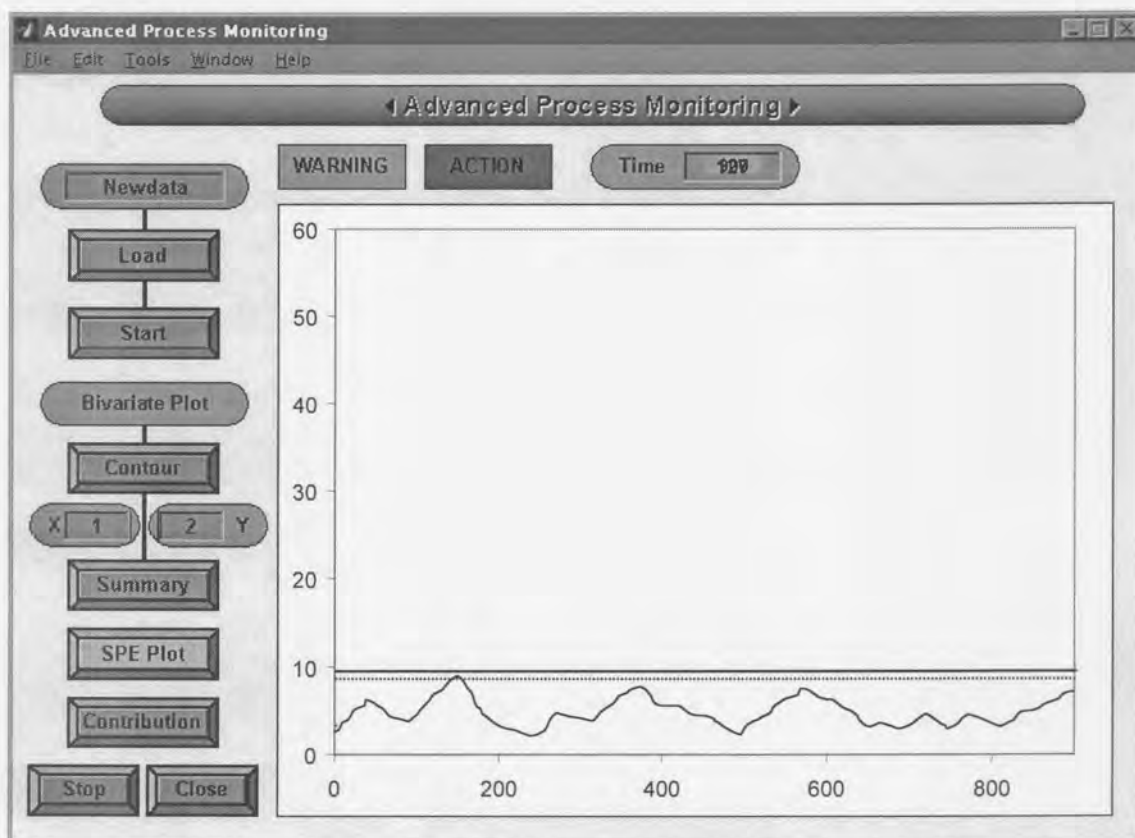 Advanced Process Monitoring
File Edit Tools Window Help
Advanced Process Monitoring
WARNING ACTION Time
Newdata
Load
Start
Bivariate Plot
Contour
X 1 2 Y
Summary
SPE Plot
Contribution
Stop Close
60
50
40
30
20
10
0
0 200 400 600 800